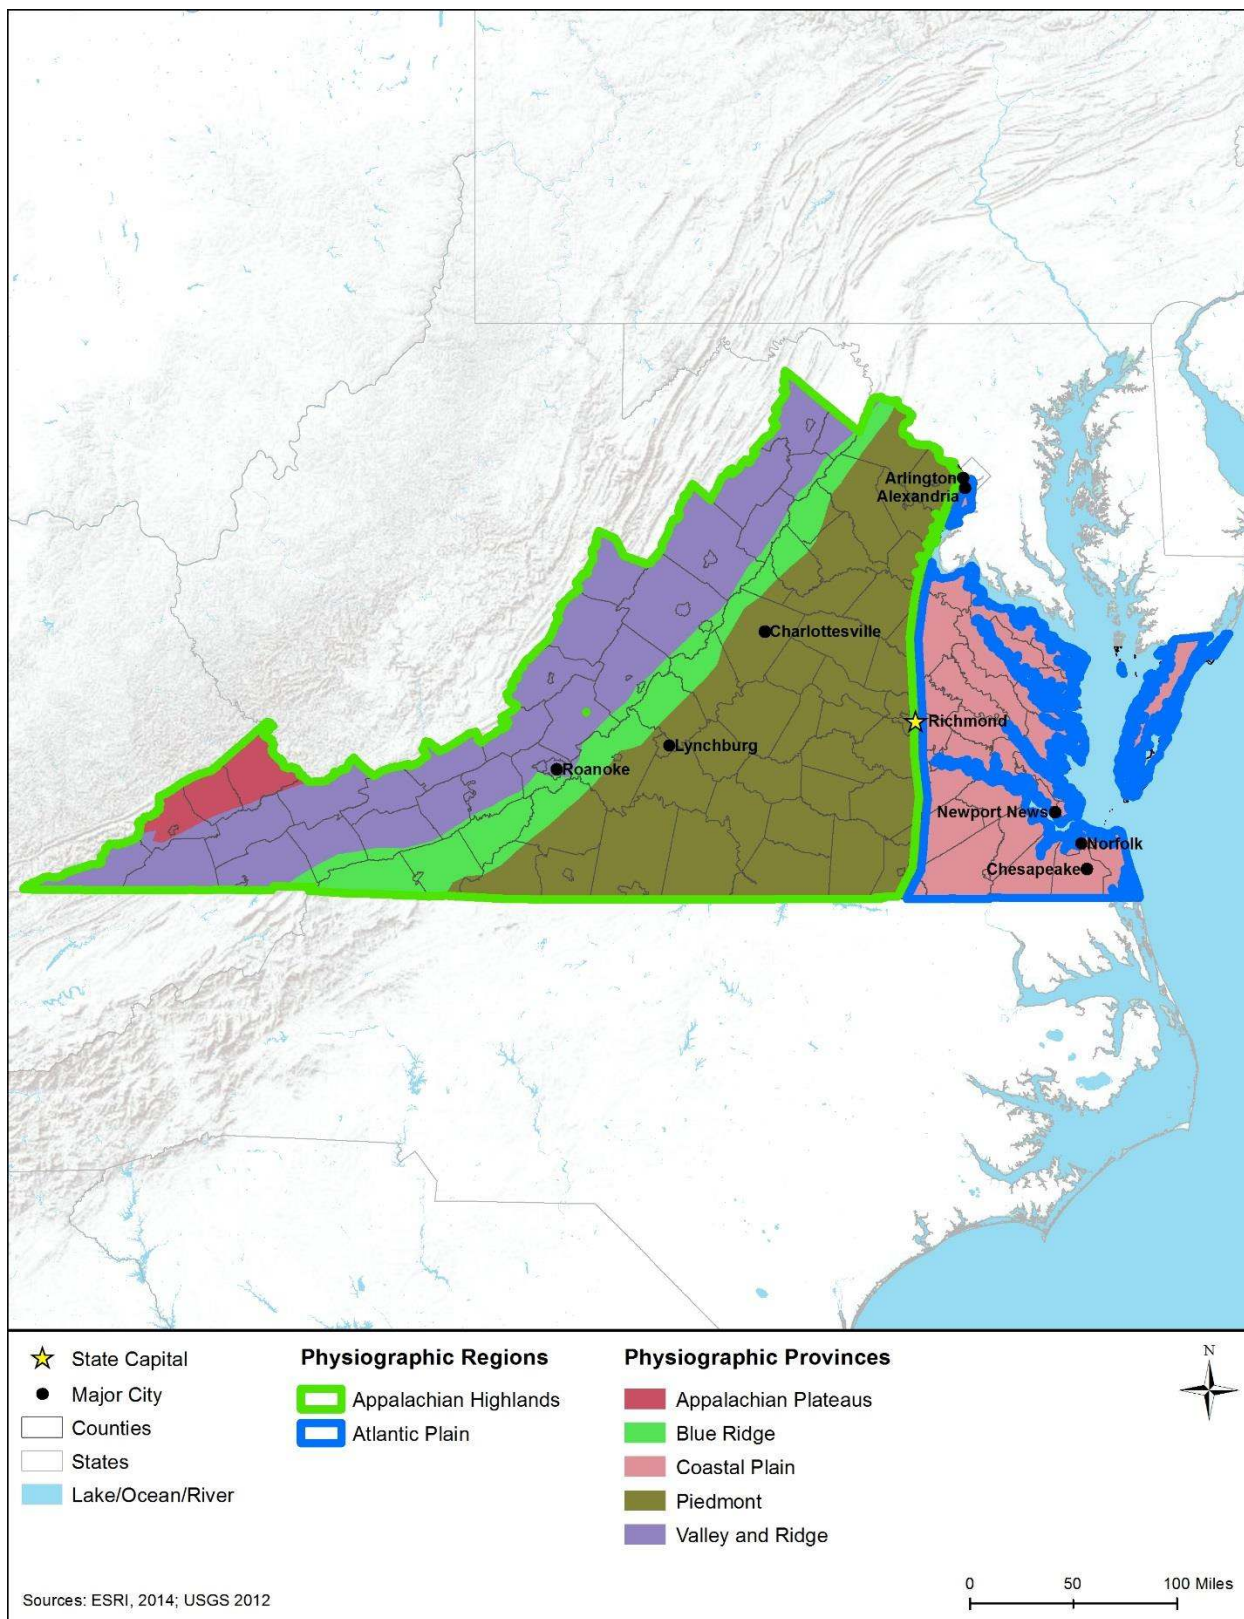 Arlington
Alexandria
Charlottesville
Richmond
Lynchburg
Roanoke
Newport News
Norfolk
Chesapeake
State Capital
Major City
Counties
States
Lake/Ocean/River
Physiographic Regions
Appalachian Highlands
Atlantic Plain
Physiographic Provinces
Appalachian Plateaus
Blue Ridge
Coastal Plain
Piedmont
Valley and Ridge
N
Sources: ESRI, 2014; USGS 2012
0 50 100 Miles